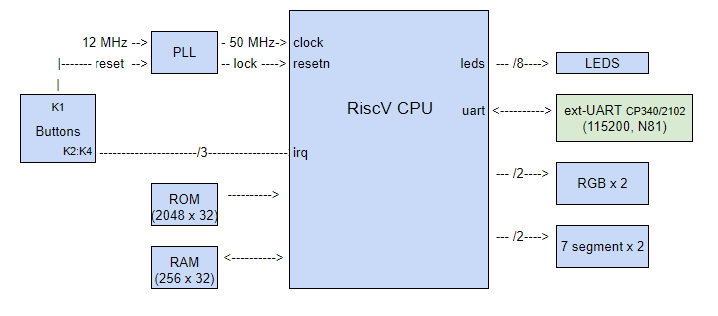 12 MHz --> PLL - 50 MHz-> clock
|------- reset --> -- lock ----> resetn leds --- /8----> LEDS
|
K1
Buttons
K2:K4 -----------------------/3------------------- irq
RiscV CPU
uart <----------> ext-UART CP340/2102
(115200, N81)
--- /2----> RGB x 2
ROM ---------->
(2048 x 32)
--- /2----> 7 segment x 2
RAM <---------->
(256 x 32)